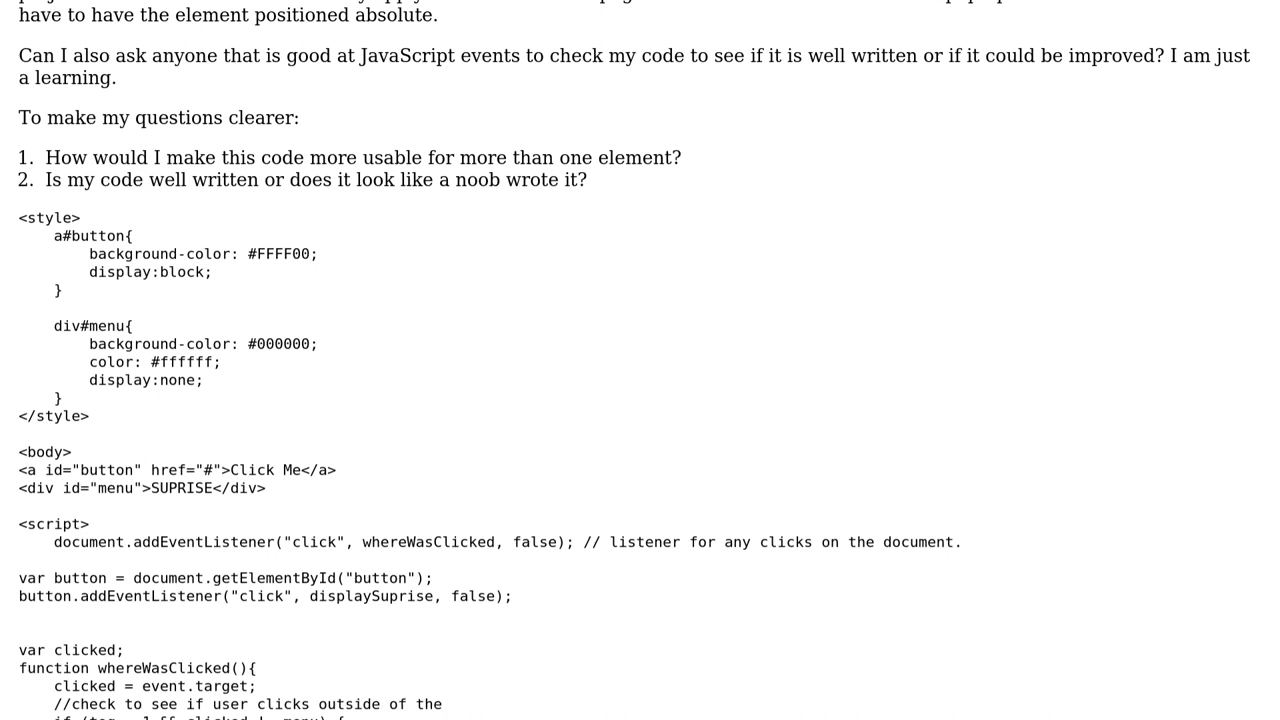 have to have the element positioned absolute.
Can I also ask anyone that is good at JavaScript events to check my code to see if it is well written or if it could be improved? I am just
a learning.
To make my questions clearer:
1. How would I make this code more usable for more than one element?
2. Is my code well written or does it look like a noob wrote it?
<style>
    a#button{
        background-color: #FFFF00;
        display:block;
    }
    div#menu{
        background-color: #000000;
        color: #ffffff;
        display:none;
    }
</style>
<body>
<a id="button" href="#">Click Me</a>
<div id="menu">SUPRISE</div>
<script>
    document.addEventListener("click", whereWasClicked, false); // listener for any clicks on the document.
var button = document.getElementById("button");
button.addEventListener("click", displaySuprise, false);
var clicked;
function whereWasClicked(){
    clicked = event.target;
    //check to see if user clicks outside of the